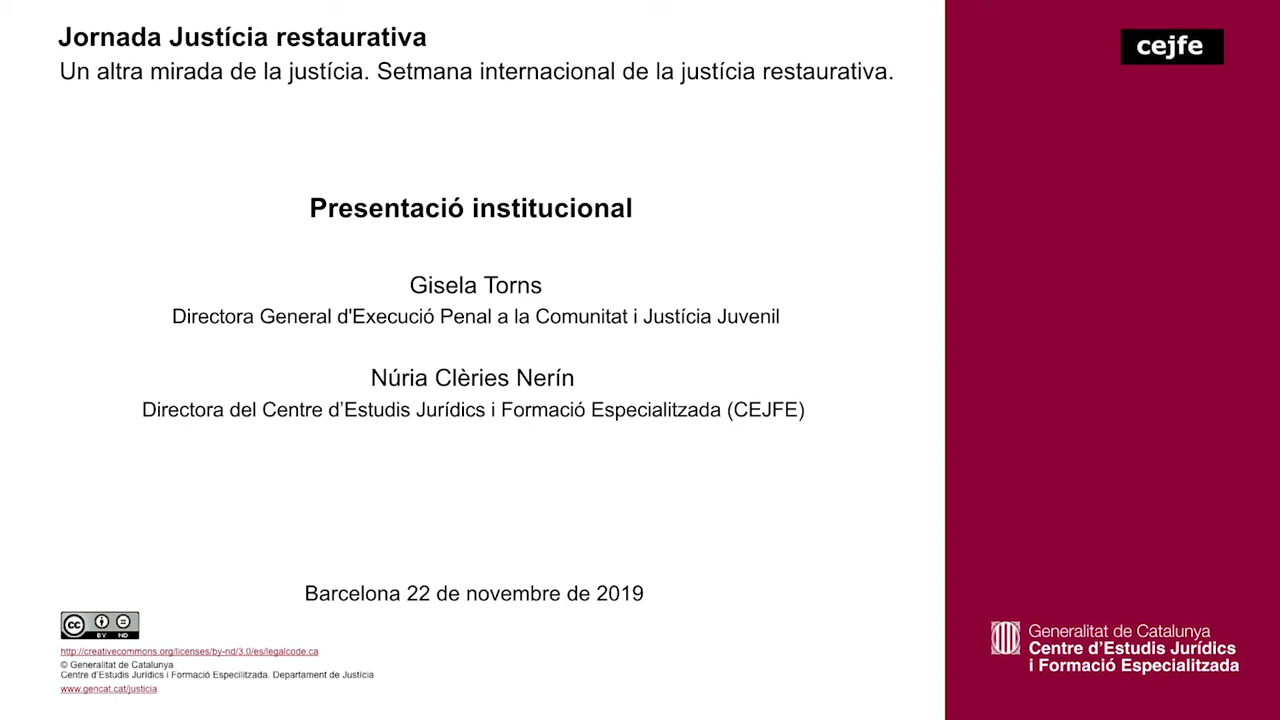 Jornada Justícia restaurativa
Un altra mirada de la justícia. Setmana internacional de la justícia restaurativa.
cejfe
Presentació institucional
Gisela Torns
Directora General d'Execució Penal a la Comunitat i Justícia Juvenil
Núria Clèries Nerín
Directora del Centre d’Estudis Jurídics i Formació Especialitzada (CEJFE)
Barcelona 22 de novembre de 2019
cc
BY ND
http://creativecommons.org/licenses/by-nd/3.0/es/legalcode.ca
© Generalitat de Catalunya
Centre d’Estudis Jurídics i Formació Especilitzada. Departament de Justícia
www.gencat.cat/justicia
Generalitat de Catalunya
Centre d’Estudis Jurídics
i Formació Especialitzada